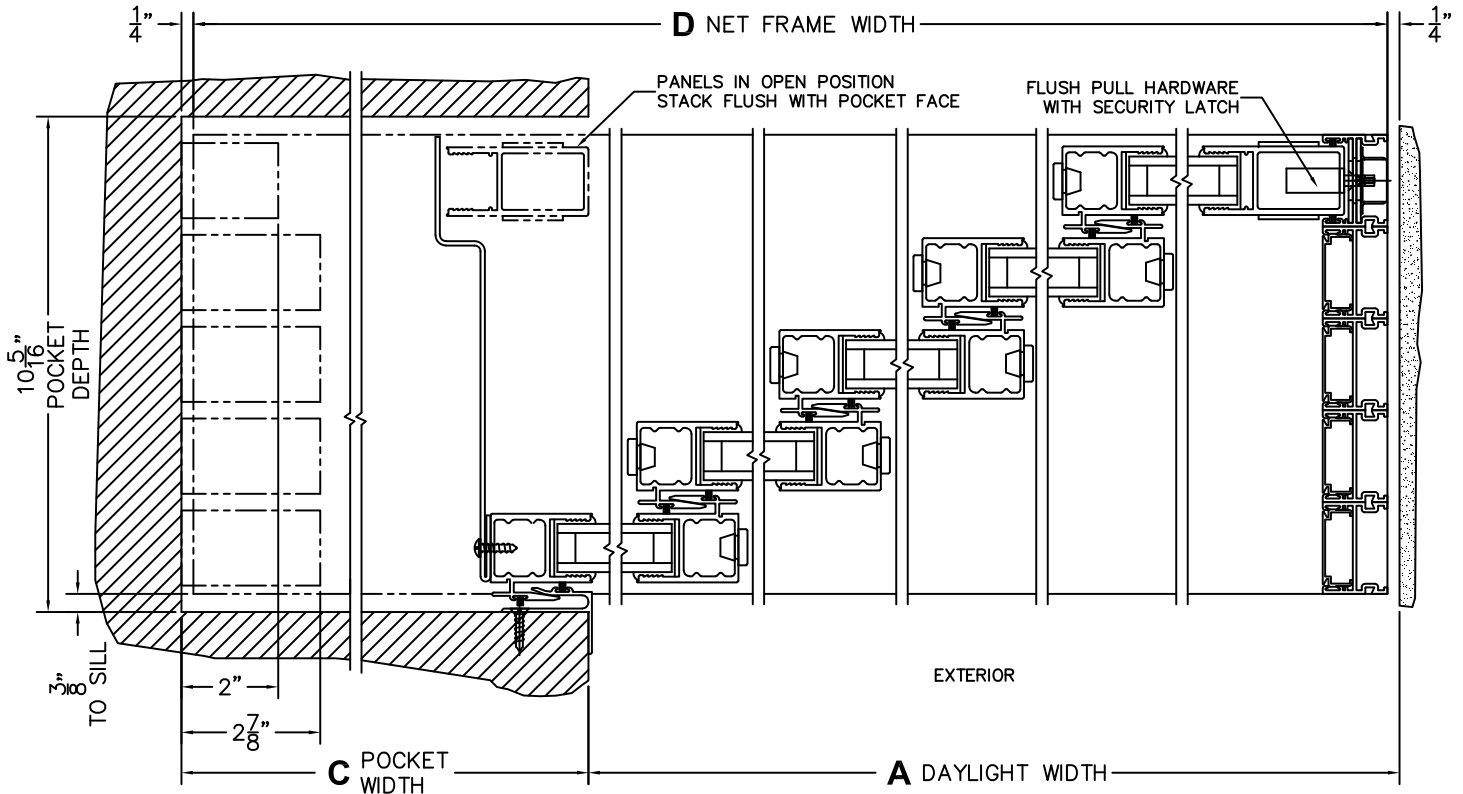 1/4"
D NET FRAME WIDTH
1/4"
PANELS IN OPEN POSITION
STACK FLUSH WITH POCKET FACE
FLUSH PULL HARDWARE
WITH SECURITY LATCH
10 5/16"
POCKET
DEPTH
3/8"
TO SILL
EXTERIOR
2"
2 7/8"
C POCKET
WIDTH
A DAYLIGHT WIDTH